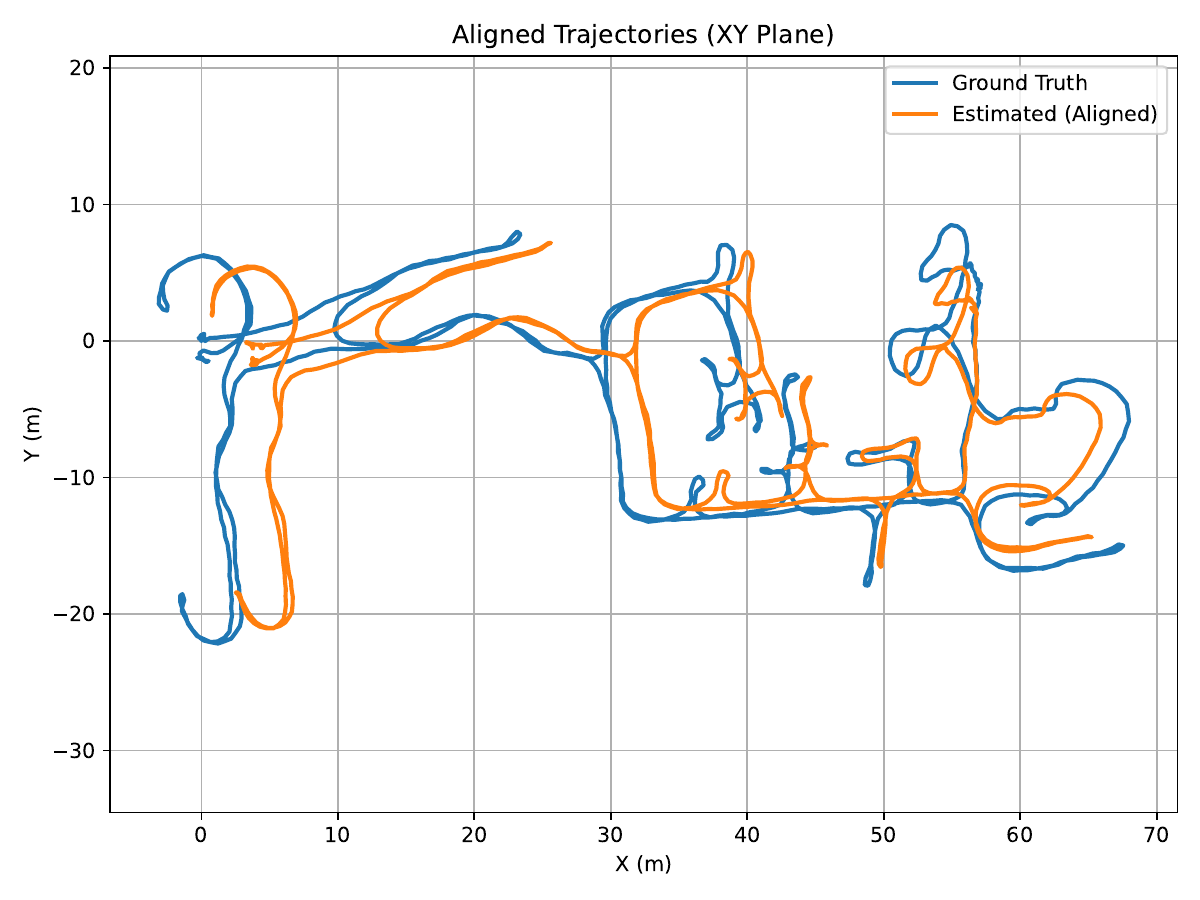 Aligned Trajectories (XY Plane)
Ground Truth
Estimated (Aligned)
20
10
0
−10
−20
−30
Y (m)
0 10 20 30 40 50 60 70
X (m)